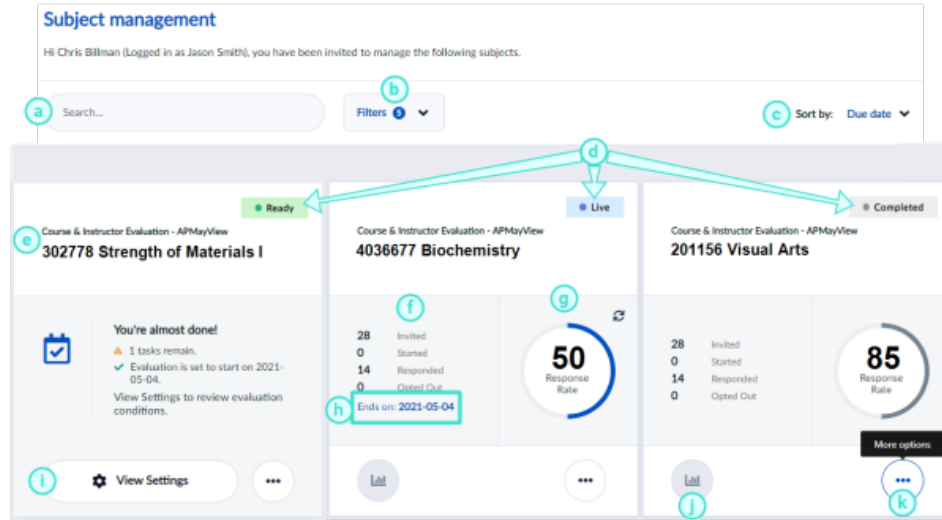 Subject management
Hi Chris Billman (Logged in as Jason Smith), you have been invited to manage the following subjects.
a
Search...
b
Filters 5
c
Sort by: Due date
d
Ready
e
Course & Instructor Evaluation - APMayView
302778 Strength of Materials I
You're almost done!
1 tasks remain.
Evaluation is set to start on 2021-
05-04.
View Settings to review evaluation
conditions.
i
View Settings
Live
Course & Instructor Evaluation - APMayView
4036677 Biochemistry
f
28 Invited
0 Started
14 Responded
0 Opted Out
h
Ends on: 2021-05-04
g
50
Response
Rate
Completed
Course & Instructor Evaluation - APMayView
201156 Visual Arts
28 Invited
0 Started
14 Responded
0 Opted Out
85
Response
Rate
More options
j
k